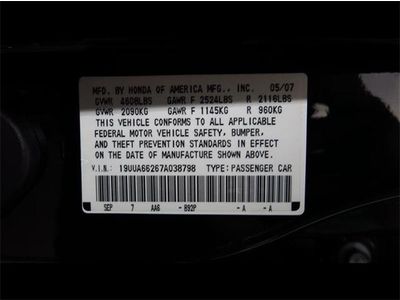 MFD. BY HONDA OF AMERICA MFG., INC. 05/07
GVWR 4608LBS GAWR F 2524LBS R 2116LBS
GVWR 2090KG GAWR F 1145KG R 960KG
THIS VEHICLE CONFORMS TO ALL APPLICABLE
FEDERAL MOTOR VEHICLE SAFETY, BUMPER,
AND THEFT PREVENTION STANDARDS IN EFFECT
ON THE DATE OF MANUFACTURE SHOWN ABOVE.
V.I.N.: 19UUA66267A038798 TYPE: PASSENGER CAR
SEP 7 AA6 - B92P - A - A